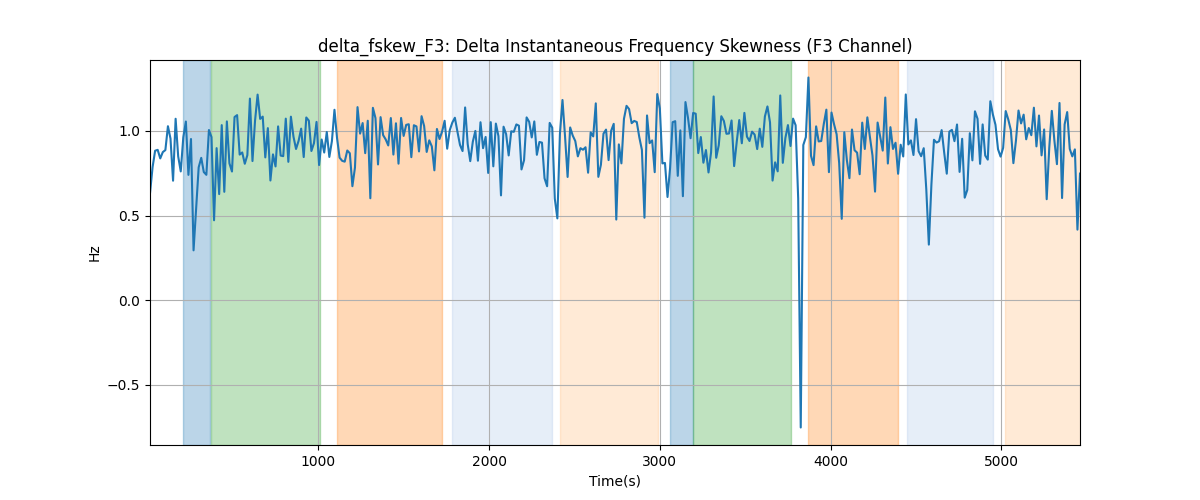 delta_fskew_F3: Delta Instantaneous Frequency Skewness (F3 Channel)
1.0
0.5
0.0
−0.5
Hz
1000 2000 3000 4000 5000
Time(s)